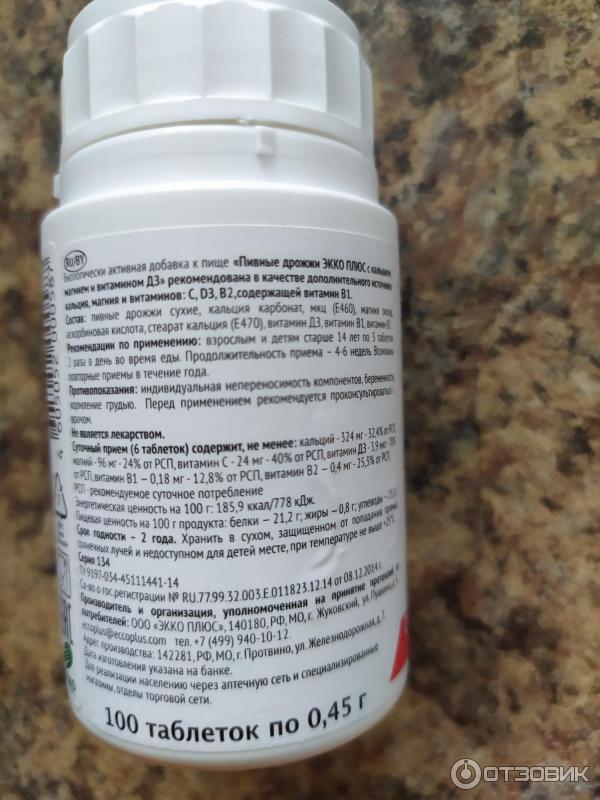 RU/BY
Биологически активная добавка к пище «Пивные дрожжи ЭККО ПЛЮС с кальцием
магнием и витамином Д3» рекомендована в качестве дополнительного источника
кальция, магния и витаминов: С, D3, В2,содержащей витамин В1.
Состав: пивные дрожжи сухие, кальция карбонат, мкц (Е460), магния оксид,
аскорбиновая кислота, стеарат кальция (Е470), витамин Д3, витамин В1, витамин В2.
Рекомендации по применению: взрослым и детям старше 14 лет по 3 таблетки
2 раза в день во время еды. Продолжительность приема – 4-6 недель. Возможны
повторные приемы в течение года.
Противопоказания: индивидуальная непереносимость компонентов, беременность,
кормление грудью. Перед применением рекомендуется проконсультироваться с
врачом.
Не является лекарством.
Суточный прием (6 таблеток) содержит, не менее: кальций - 324 мг - 32,4% от РСП,
магний - 96 мг - 24% от РСП, витамин С - 24 мг - 40% от РСП, витамин Д3 - 3,9 мкг - 78%
от РСП, витамин В1 – 0,18 мг - 12,8% от РСП, витамин В2 – 0,4 мг - 25,3% от РСП.
РСП - рекомендуемое суточное потребление
Энергетическая ценность на 100 г: 185,9 ккал/778 кДж.
Пищевая ценность на 100 г продукта: белки – 21,2 г; жиры – 0,8 г; углеводы –
Срок годности - 2 года. Хранить в сухом, защищенном от попадания прямых
солнечных лучей и недоступном для детей месте, при температуре не выше +25°С.
Серия 134
ТУ 9197-034-45111441-14
Св-во о гос.регистрации № RU.77.99.32.003.Е.011823.12.14 от 08.12.2014 г.
Производитель и организация, уполномоченная на принятие претензий от
потребителей: ООО «ЭККО ПЛЮС», 140180, РФ, МО, г. Жуковский, ул. Пушкина, д.
eccoplus@eccoplus.com тел. +7 (499) 940-10-12.
Адрес производства: 142281, РФ, МО, г. Протвино, ул. Железнодорожная, д. 7.
Дата изготовления указана на банке.
Для реализации населению через аптечную сеть и специализированные
магазины, отделы торговой сети.
100 таблеток по 0,45 г
ОТЗОВИК